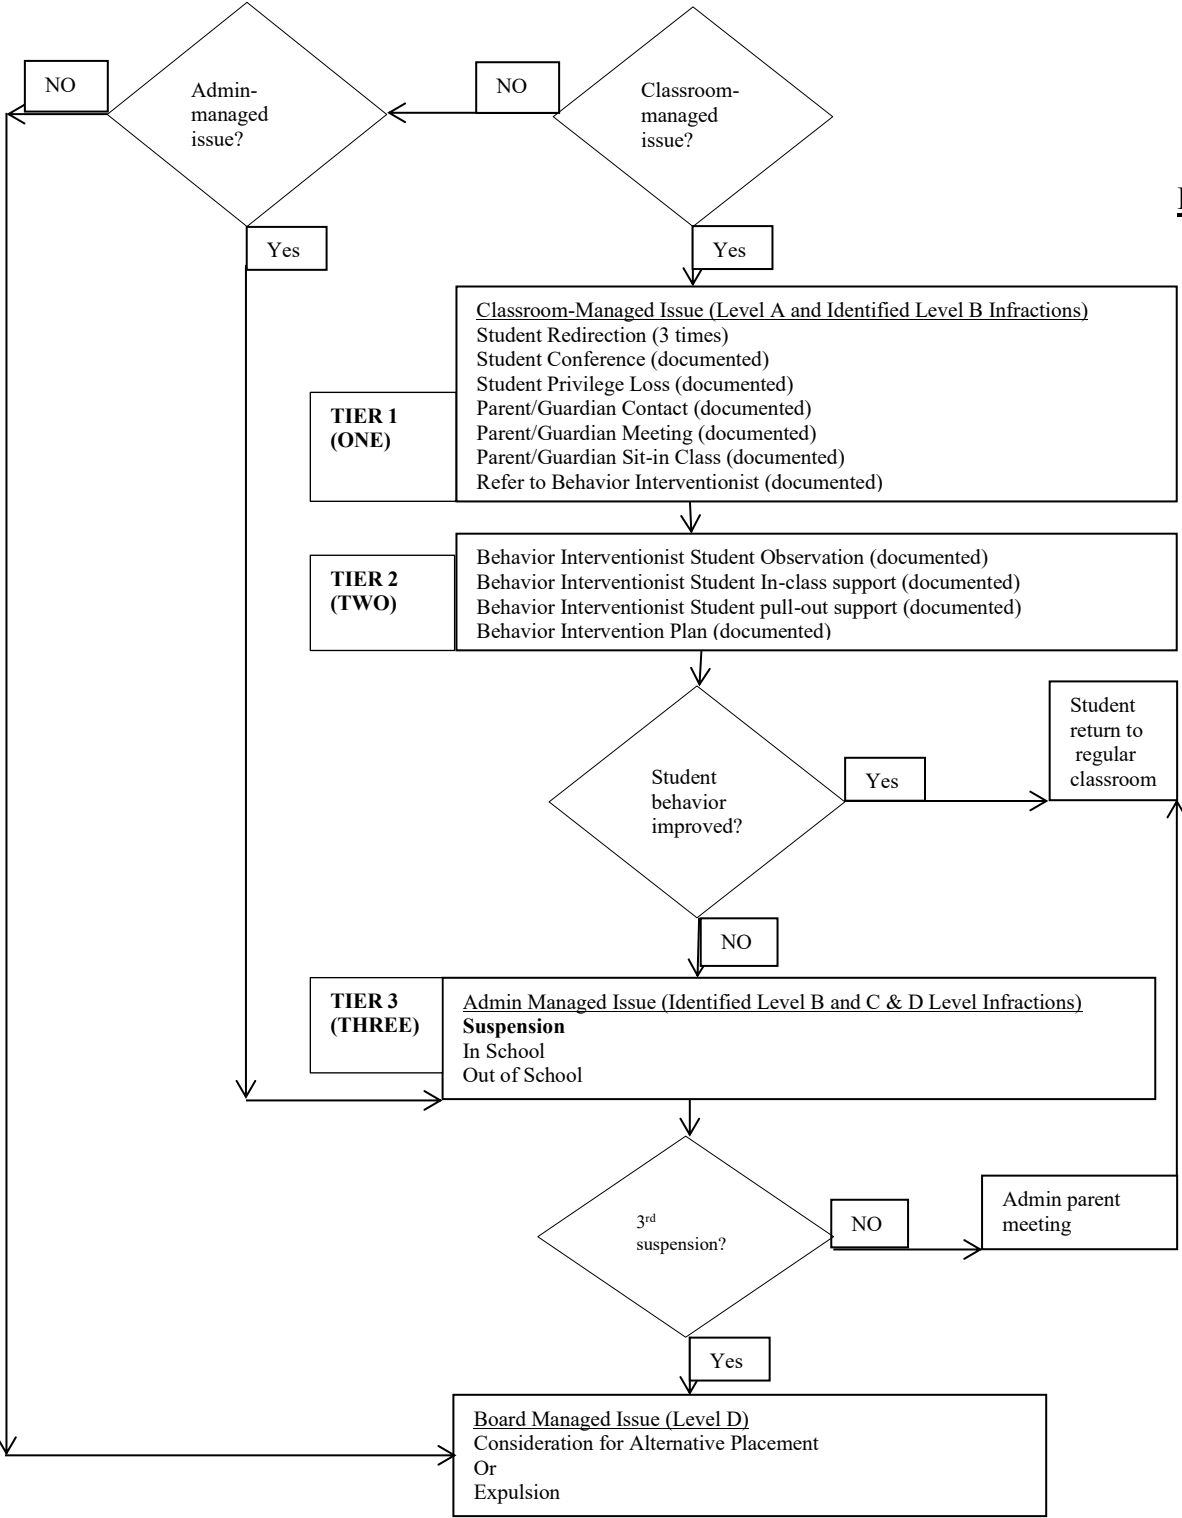 NO
Admin-
managed
issue?
NO
Classroom-
managed
issue?
Yes
Yes
Classroom-Managed Issue (Level A and Identified Level B Infractions)
Student Redirection (3 times)
Student Conference (documented)
Student Privilege Loss (documented)
Parent/Guardian Contact (documented)
Parent/Guardian Meeting (documented)
Parent/Guardian Sit-in Class (documented)
Refer to Behavior Interventionist (documented)
TIER 1
(ONE)
Behavior Interventionist Student Observation (documented)
Behavior Interventionist Student In-class support (documented)
Behavior Interventionist Student pull-out support (documented)
Behavior Intervention Plan (documented)
TIER 2
(TWO)
Student
return to
regular
classroom
Student
behavior
improved?
Yes
NO
TIER 3
(THREE)
Admin Managed Issue (Identified Level B and C & D Level Infractions)
Suspension
In School
Out of School
3rd
suspension?
NO
Admin parent
meeting
Yes
Board Managed Issue (Level D)
Consideration for Alternative Placement
Or
Expulsion